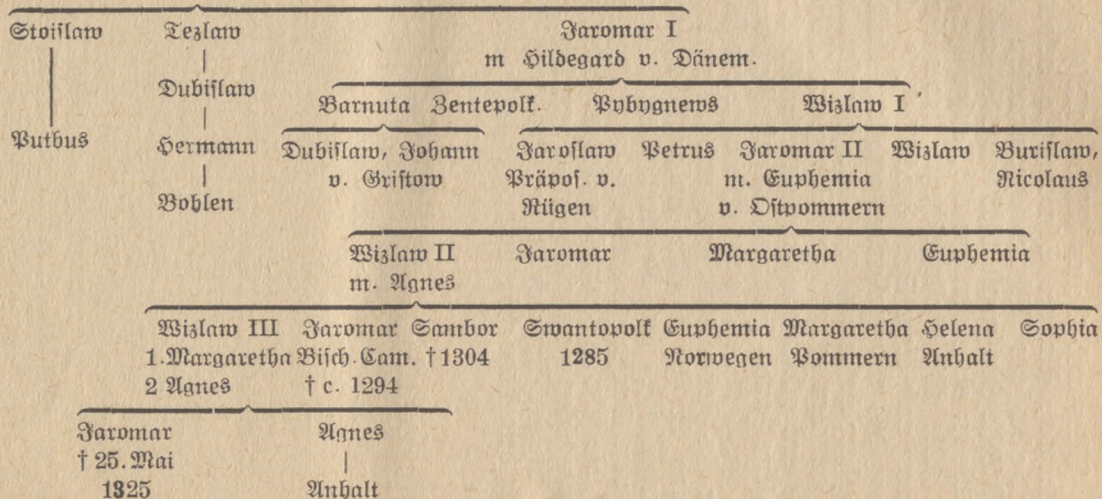 Stoislaw Tezlaw Jaromar I
m Hildegard v. Dänem.
Dubislaw
Barnuta Zentepolk. Pybygnews Wizlaw I
Putbus Hermann Dubislaw, Johann Jaroslaw Petrus Jaromar II Wizlaw Burislaw,
v. Gristow Präpos. v. m. Euphemia Nicolaus
Bohlen Rügen v. Ostpommern
Wizlaw II Jaromar Margaretha Euphemia
m. Agnes
Wizlaw III Jaromar Sambor Swantopolk Euphemia Margaretha Helena Sophia
1. Margaretha Bisch. Cam. † 1304 1285 Norwegen Pommern Anhalt
2 Agnes † c. 1294
Jaromar Agnes
† 25. Mai
1325 Anhalt